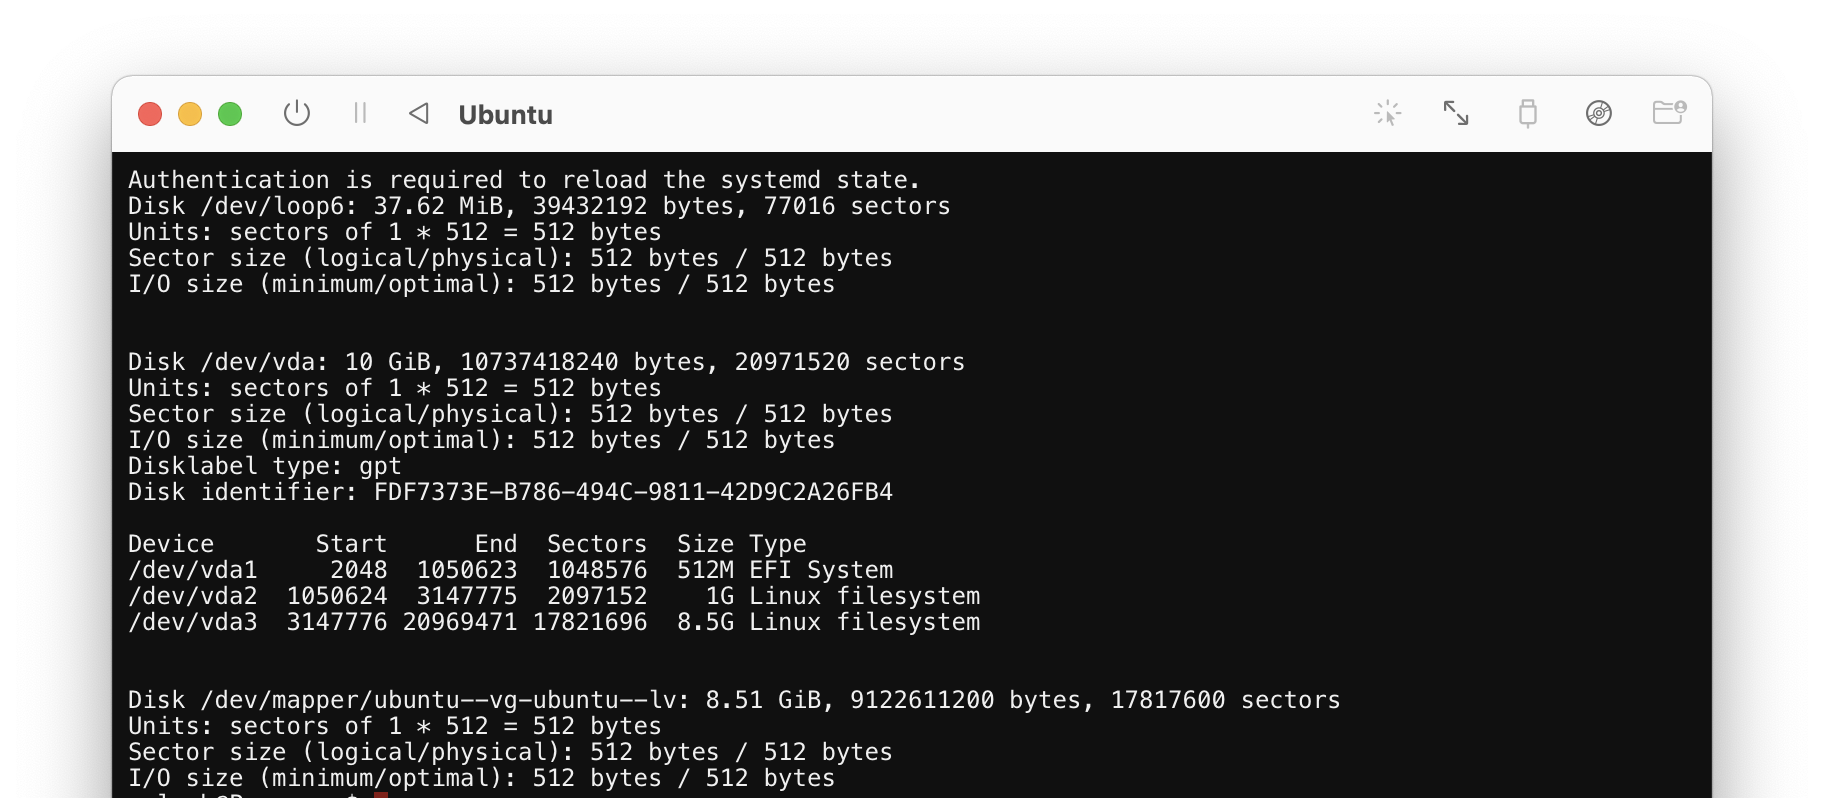 Ubuntu
Authentication is required to reload the systemd state.
Disk /dev/loop6: 37.62 MiB, 39432192 bytes, 77016 sectors
Units: sectors of 1 * 512 = 512 bytes
Sector size (logical/physical): 512 bytes / 512 bytes
I/O size (minimum/optimal): 512 bytes / 512 bytes
Disk /dev/vda: 10 GiB, 10737418240 bytes, 20971520 sectors
Units: sectors of 1 * 512 = 512 bytes
Sector size (logical/physical): 512 bytes / 512 bytes
I/O size (minimum/optimal): 512 bytes / 512 bytes
Disklabel type: gpt
Disk identifier: FDF7373E-B786-494C-9811-42D9C2A26FB4
Device       Start      End  Sectors  Size Type
/dev/vda1     2048  1050623  1048576  512M EFI System
/dev/vda2  1050624  3147775  2097152    1G Linux filesystem
/dev/vda3  3147776 20969471 17821696  8.5G Linux filesystem
Disk /dev/mapper/ubuntu--vg-ubuntu--lv: 8.51 GiB, 9122611200 bytes, 17817600 sectors
Units: sectors of 1 * 512 = 512 bytes
Sector size (logical/physical): 512 bytes / 512 bytes
I/O size (minimum/optimal): 512 bytes / 512 bytes